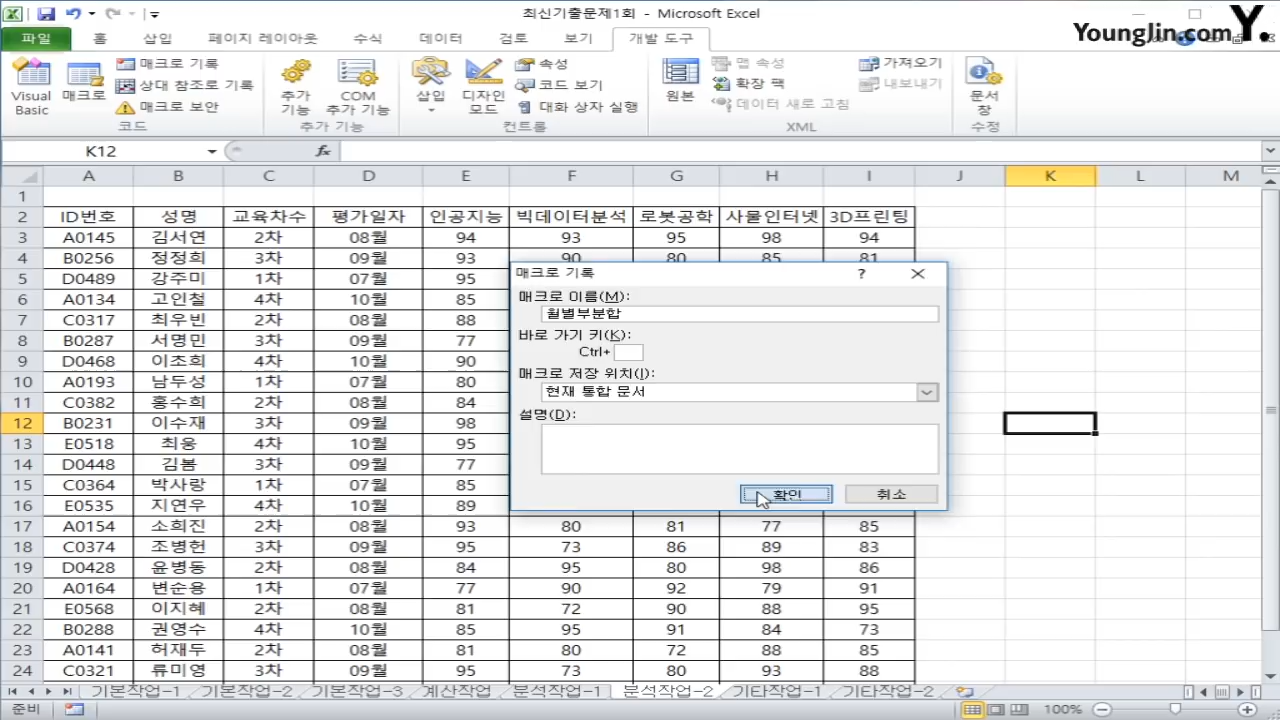 최신기출문제1회 - Microsoft Excel
YoungJin.com Y.
파일 홈 삽입 페이지 레이아웃 수식 데이터 검토 보기 개발 도구
Visual Basic
매크로
매크로 기록
상대 참조로 기록
매크로 보안
코드
추가 기능
COM 추가 기능
추가 기능
삽입
디자인 모드
속성
코드 보기
대화 상자 실행
컨트롤
원본
맵 속성
확장 팩
데이터 새로 고침
가져오기
내보내기
XML
문서 창
수정
K12 fx
A B C D E F G H I J K L M
1
2 ID번호 성명 교육차수 평가일자 인공지능 빅데이터분석 로봇공학 사물인터넷 3D프린팅
3 A0145 김서연 2차 08월 94 93 95 98 94
4 B0256 정정희 3차 09월 93 90 80 85 81
5 D0489 강주미 1차 07월 95
6 A0134 고인철 4차 10월 85
7 C0317 최우빈 2차 08월 88
8 B0287 서명민 3차 09월 77
9 D0468 이초희 4차 10월 90
10 A0193 남두성 1차 07월 80
11 C0382 홍수희 2차 08월 84
12 B0231 이수재 3차 09월 98
13 E0518 최웅 4차 10월 95
14 D0448 김봄 3차 09월 77
15 C0364 박사랑 1차 07월 85
16 E0535 지연우 4차 10월 89
17 A0154 소희진 2차 08월 93 80 81 77 85
18 C0374 조병헌 3차 09월 95 73 86 89 83
19 D0428 윤병동 2차 08월 84 95 80 98 86
20 A0164 변순용 1차 07월 77 90 92 79 91
21 E0568 이지혜 2차 08월 81 72 90 88 95
22 B0288 권영수 4차 10월 85 95 91 84 73
23 A0141 허재두 2차 08월 81 80 72 88 85
24 C0321 류미영 3차 09월 95 73 80 93 88
매크로 기록 ?
매크로 이름(M):
월별부분합
바로 가기 키(K):
Ctrl+
매크로 저장 위치(I):
현재 통합 문서
설명(D):
확인 취소
기본작업-1 기본작업-2 기본작업-3 계산작업 분석작업-1 분석작업-2 기타작업-1 기타작업-2
준비 100%